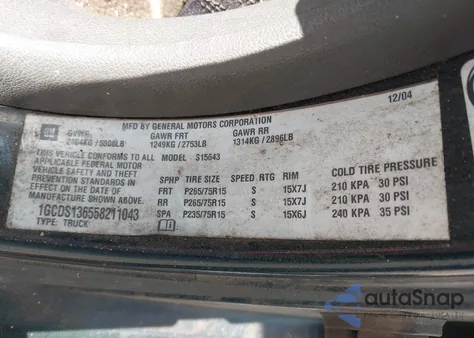 12/04
MFD BY GENERAL MOTORS CORPORATION
GM GVWR GAWR FRT GAWR RR
1249KG / 2753LB 1314KG / 2896LB
THIS VEHICLE CONFORMS TO ALL S15643
APPLICABLE FEDERAL MOTOR
VEHICLE SAFETY AND THEFT
PREVENTION STANDARDS IN
EFFECT ON THE DATE OF
MANUFACTURE SHOWN ABOVE.
1GCDS136558211043
TYPE: TRUCK
SPHP TIRE SIZE SPEED RTG RIM COLD TIRE PRESSURE
FRT P265/75R15 S 15X7J 210 KPA 30 PSI
RR P265/75R15 S 15X7J 210 KPA 30 PSI
SPA P235/75R15 S 15X6J 240 KPA 35 PSI
autoSnap